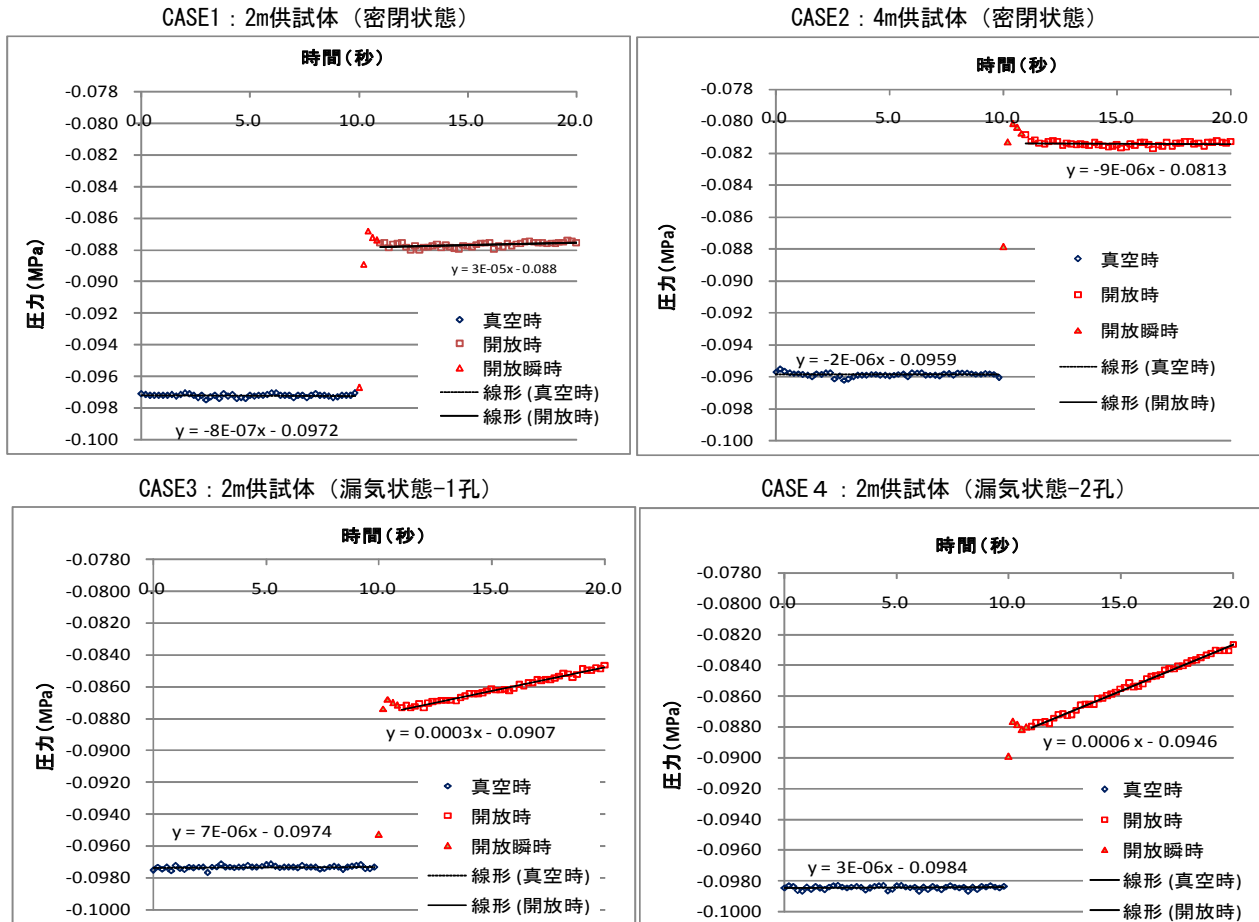 CASE1：2m供試体（密閉状態）
時間(秒)
-0.078
0.0 5.0 10.0 15.0 20.0
-0.080
-0.082
-0.084
-0.086
-0.088
-0.090
-0.092
-0.094
-0.096
-0.098
-0.100
圧力(MPa)
y = 3E-05x - 0.088
真空時
開放時
開放瞬時
線形 (真空時)
線形 (開放時)
y = -8E-07x - 0.0972
CASE2：4m供試体（密閉状態）
時間(秒)
-0.078
0.0 5.0 10.0 15.0 20.0
-0.080
-0.082
-0.084
-0.086
-0.088
-0.090
-0.092
-0.094
-0.096
-0.098
-0.100
圧力(MPa)
y = -9E-06x - 0.0813
真空時
開放時
開放瞬時
線形 (真空時)
線形 (開放時)
y = -2E-06x - 0.0959
CASE3：2m供試体（漏気状態-1孔）
時間(秒)
-0.0780
0.0 5.0 10.0 15.0 20.0
-0.0800
-0.0820
-0.0840
-0.0860
-0.0880
-0.0900
-0.0920
-0.0940
-0.0960
-0.0980
-0.1000
圧力(MPa)
y = 0.0003x - 0.0907
真空時
開放時
開放瞬時
線形 (真空時)
線形 (開放時)
y = 7E-06x - 0.0974
CASE４：2m供試体（漏気状態-2孔）
時間(秒)
-0.0780
0.0 5.0 10.0 15.0 20.0
-0.0800
-0.0820
-0.0840
-0.0860
-0.0880
-0.0900
-0.0920
-0.0940
-0.0960
-0.0980
-0.1000
圧力(MPa)
y = 0.0006 x - 0.0946
真空時
開放時
開放瞬時
線形 (真空時)
線形 (開放時)
y = 3E-06x - 0.0984